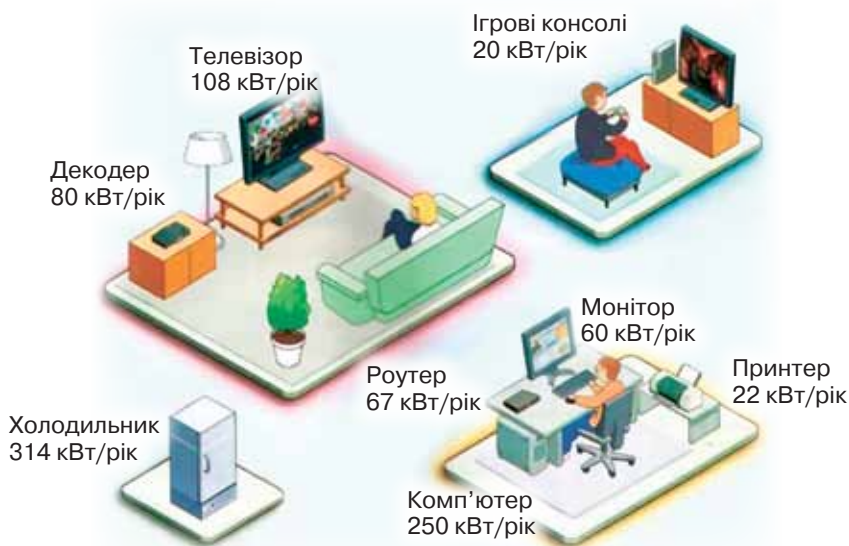 Ігрові консолі
20 кВт/рік
Телевізор
108 кВт/рік
Декодер
80 кВт/рік
Монітор
60 кВт/рік
Роутер
67 кВт/рік
Принтер
22 кВт/рік
Холодильник
314 кВт/рік
Комп’ютер
250 кВт/рік